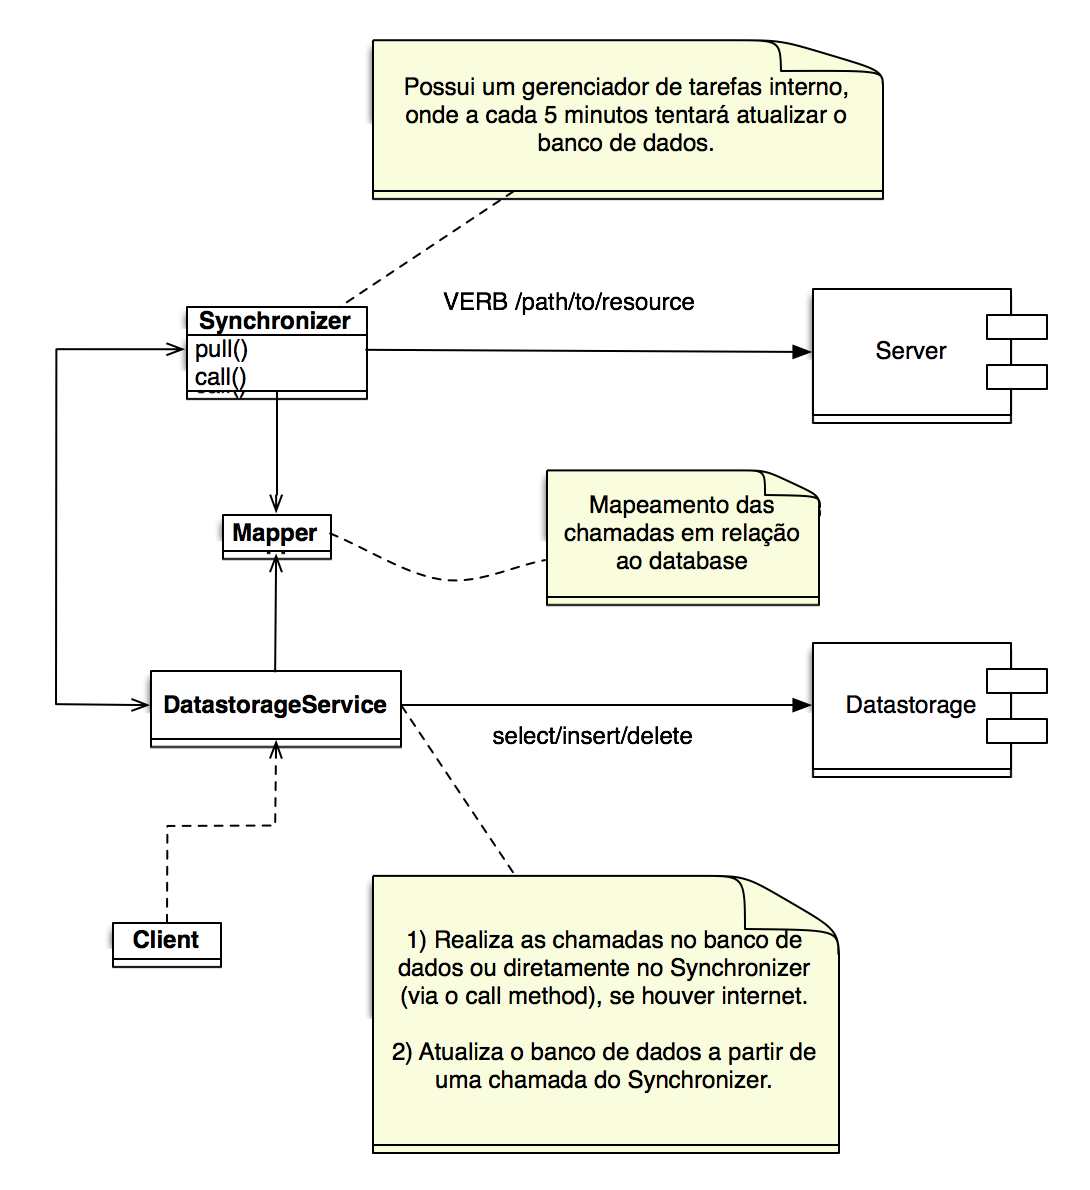 Possui um gerenciador de tarefas interno,
onde a cada 5 minutos tentará atualizar o
banco de dados.
VERB /path/to/resource
Synchronizer
pull()
call()
Server
Mapeamento das
chamadas em relação
ao database
Mapper
DatastorageService
Datastorage
select/insert/delete
Client
1) Realiza as chamadas no banco de
dados ou diretamente no Synchronizer
(via o call method), se houver internet.
2) Atualiza o banco de dados a partir de
uma chamada do Synchronizer.